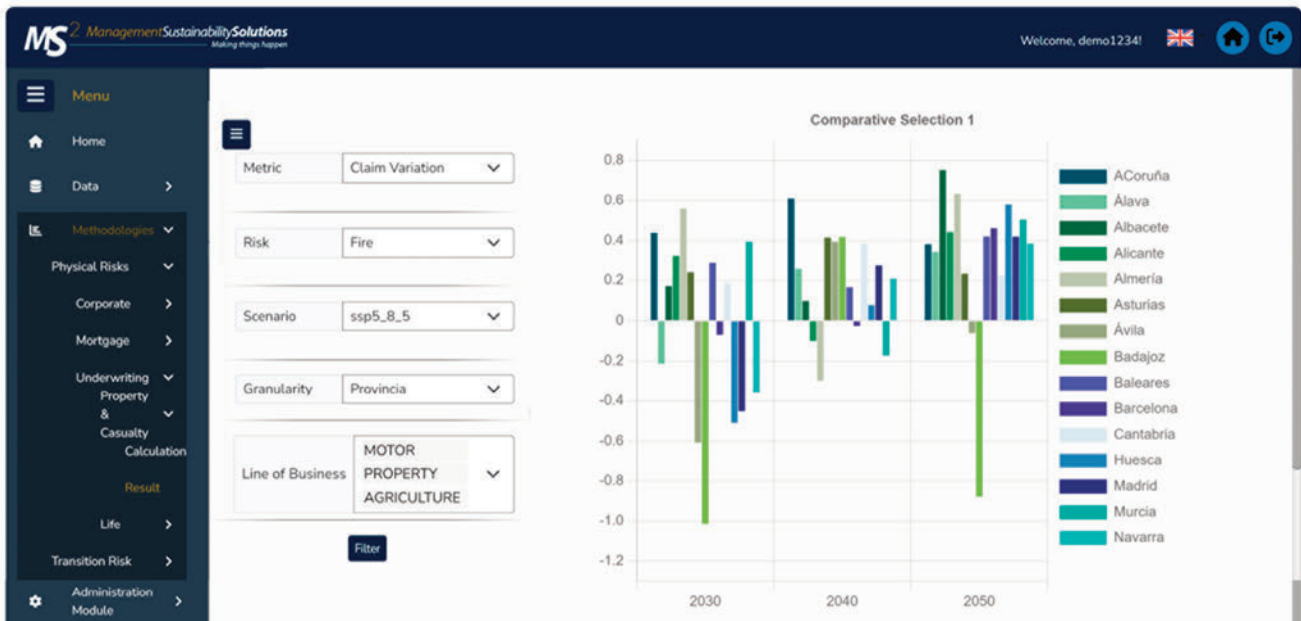 MS2 ManagementSustainabilitySolutions
Making things happen
Welcome, demo1234!
Menu
Home
Data
Methodologies
Physical Risks
Corporate
Mortgage
Underwriting
Property
&
Casualty
Calculation
Result
Life
Transition Risk
Administration
Module
Metric
Claim Variation
Risk
Fire
Scenario
ssp5_8_5
Granularity
Provincia
Line of Business
MOTOR
PROPERTY
AGRICULTURE
Filter
Comparative Selection 1
0.8
0.6
0.4
0.2
0
-0.2
-0.4
-0.6
-0.8
-1.0
-1.2
2030
2040
2050
ACoruña
Álava
Albacete
Alicante
Almería
Asturias
Ávila
Badajoz
Baleares
Barcelona
Cantabria
Huesca
Madrid
Murcia
Navarra